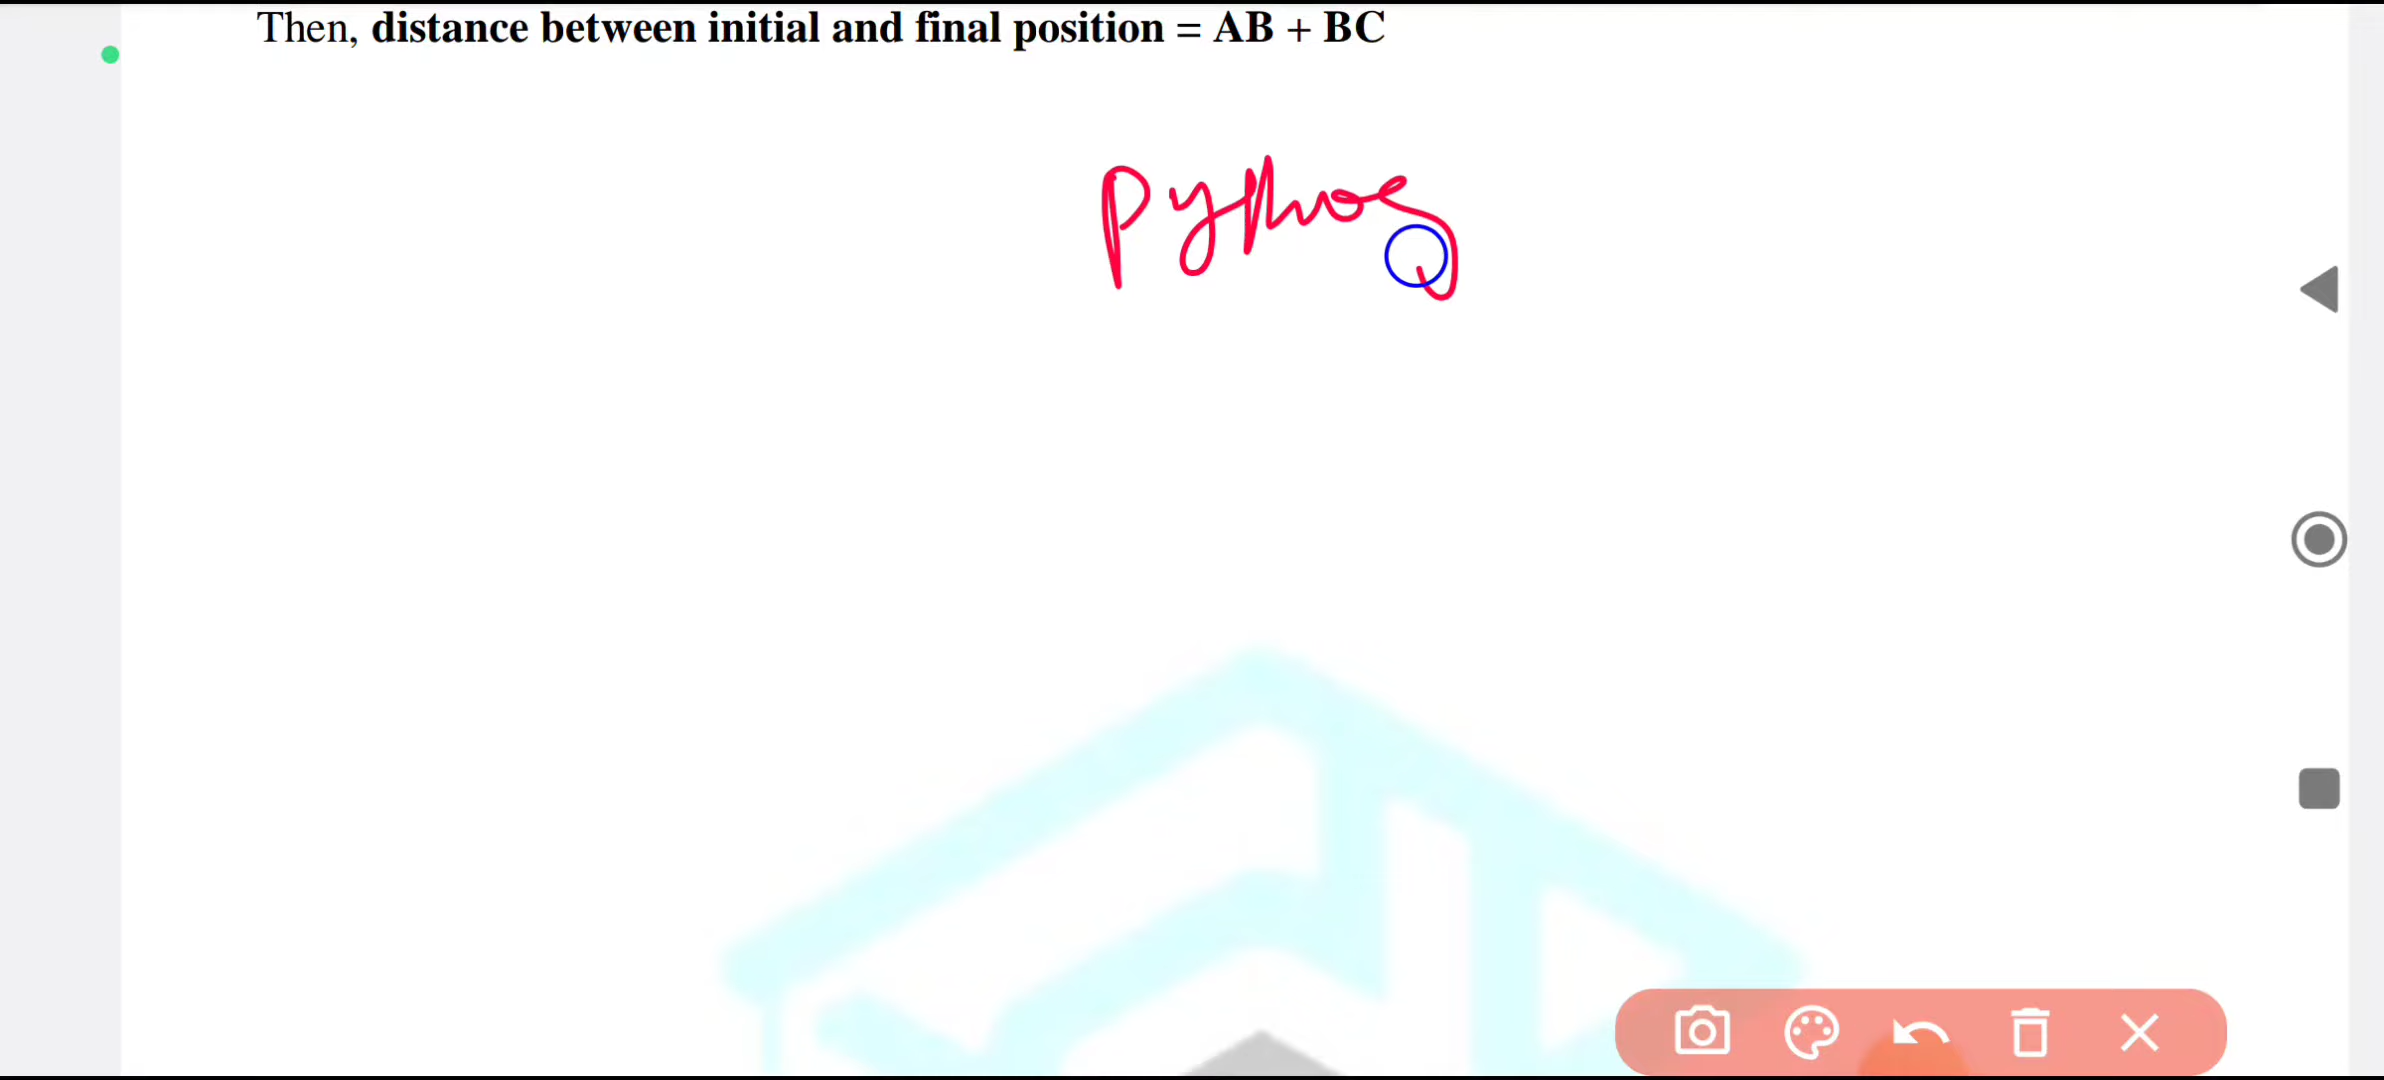 Then, distance between initial and final position = AB + BC
Pythog